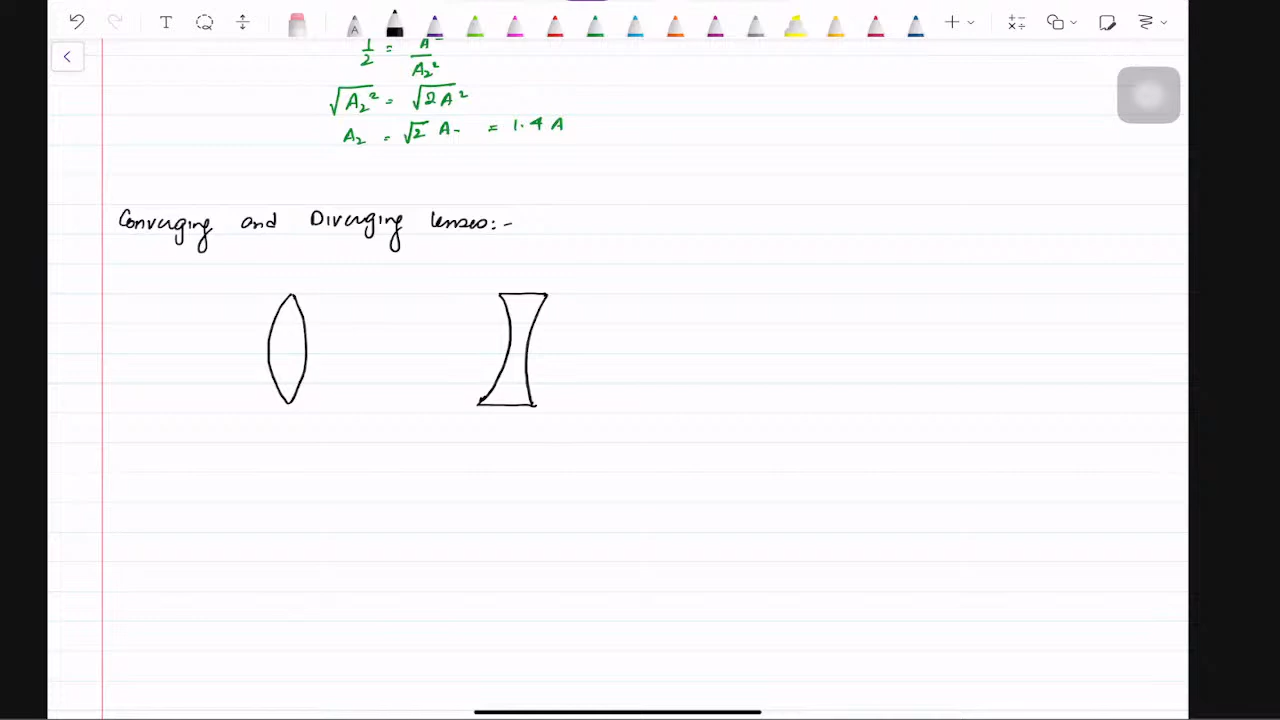 1/2 = A²/A₂²
√A₂² = √2A²
A₂ = √2 A = 1.4 A
Converging and Diverging lenses:-